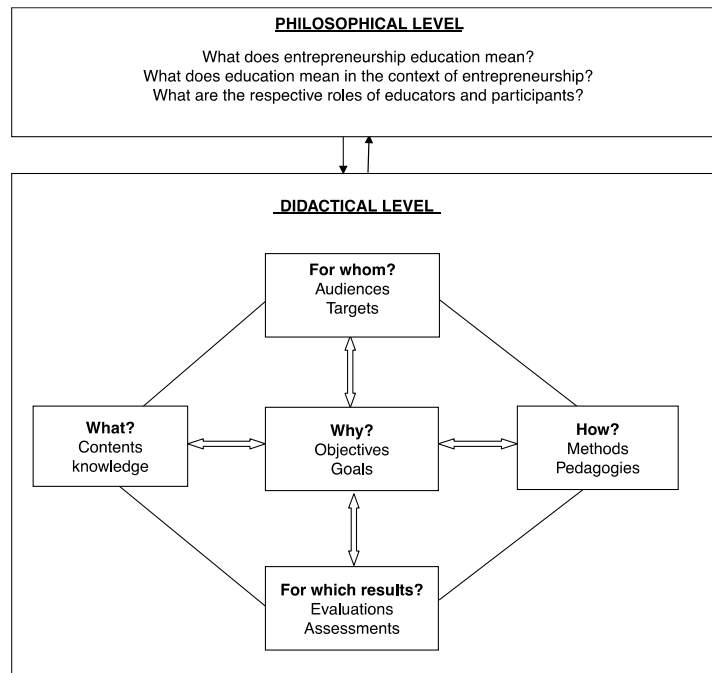 PHILOSOPHICAL LEVEL
What does entrepreneurship education mean?
What does education mean in the context of entrepreneurship?
What are the respective roles of educators and participants?
DIDACTICAL LEVEL
For whom?
Audiences
Targets
What?
Contents
knowledge
Why?
Objectives
Goals
How?
Methods
Pedagogies
For which results?
Evaluations
Assessments